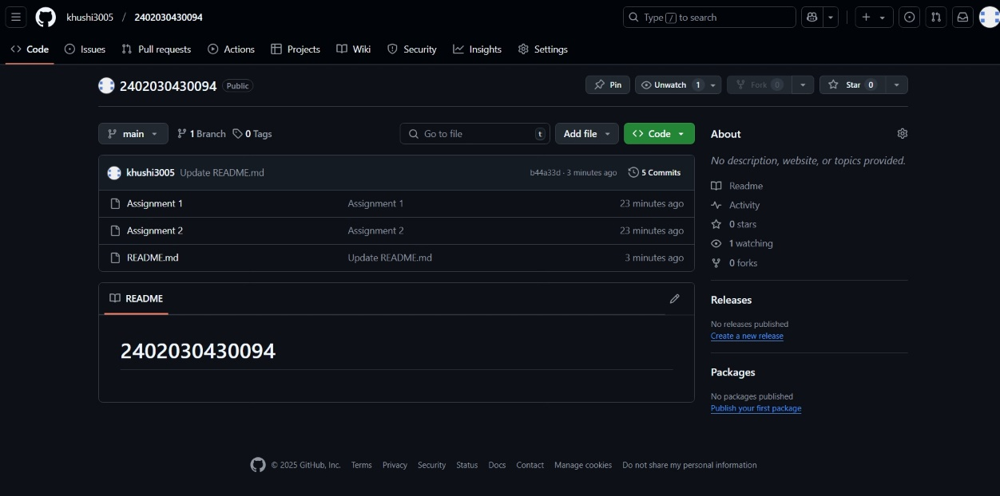 khushi3005 / 2402030430094
Type / to search
Code Issues Pull requests Actions Projects Wiki Security Insights Settings
2402030430094 Public
Pin Unwatch 1 Fork 0 Star 0
main 1 Branch 0 Tags Go to file t Add file Code
khushi3005 Update README.md b44a33d · 3 minutes ago 5 Commits
Assignment 1 Assignment 1 23 minutes ago
Assignment 2 Assignment 2 23 minutes ago
README.md Update README.md 3 minutes ago
README
2402030430094
About
No description, website, or topics provided.
Readme
Activity
0 stars
1 watching
0 forks
Releases
No releases published
Create a new release
Packages
No packages published
Publish your first package
© 2025 GitHub, Inc. Terms Privacy Security Status Docs Contact Manage cookies Do not share my personal information